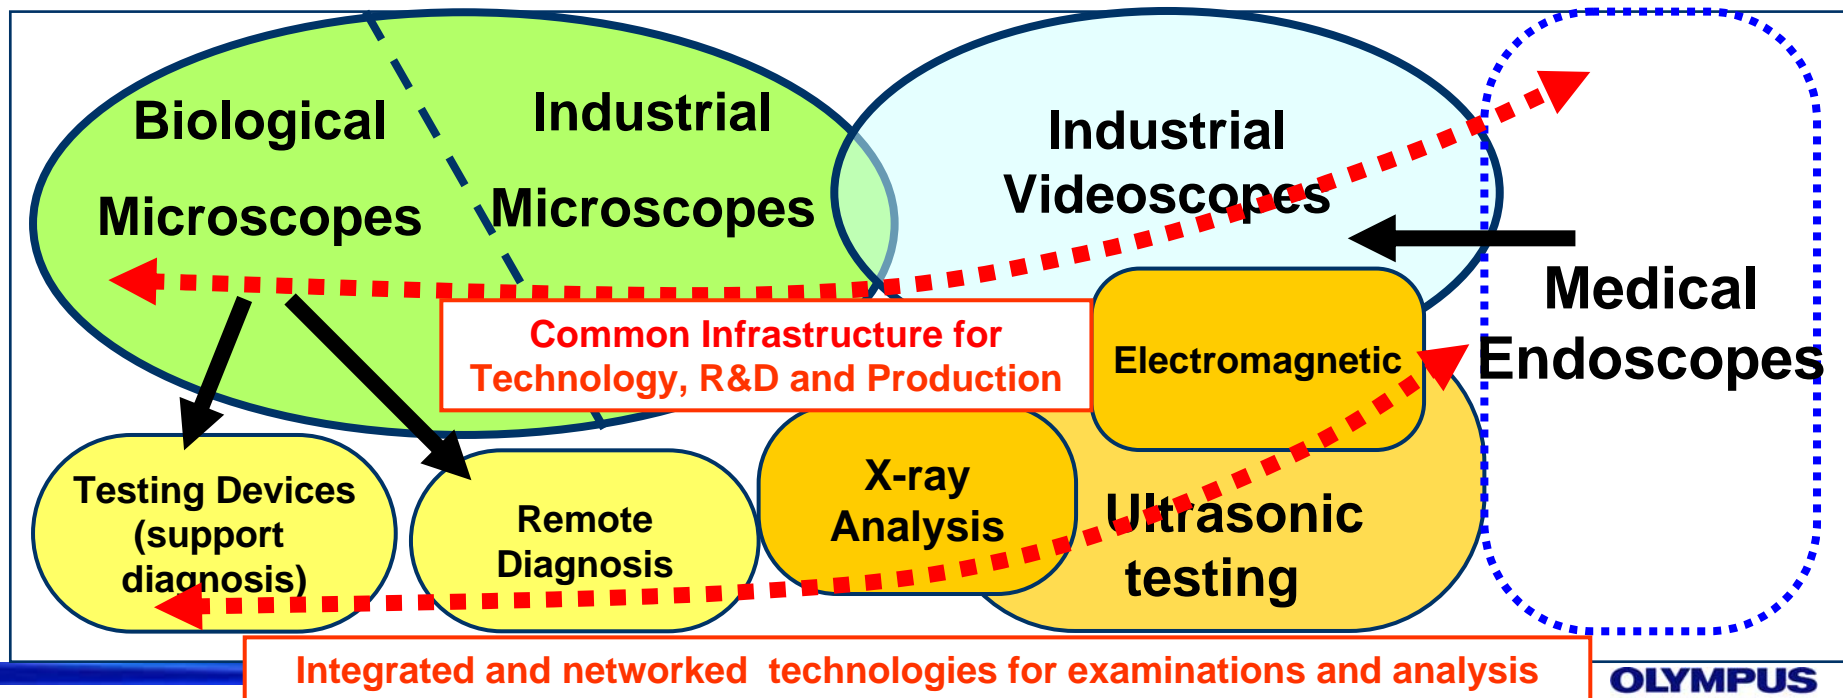 Biological
Microscopes
Industrial
Microscopes
Industrial
Videoscopes
Medical
Endoscopes
Common Infrastructure for
Technology, R&D and Production
Electromagnetic
Testing Devices
(support
diagnosis)
Remote
Diagnosis
X-ray
Analysis
Ultrasonic
testing
Integrated and networked technologies for examinations and analysis
OLYMPUS